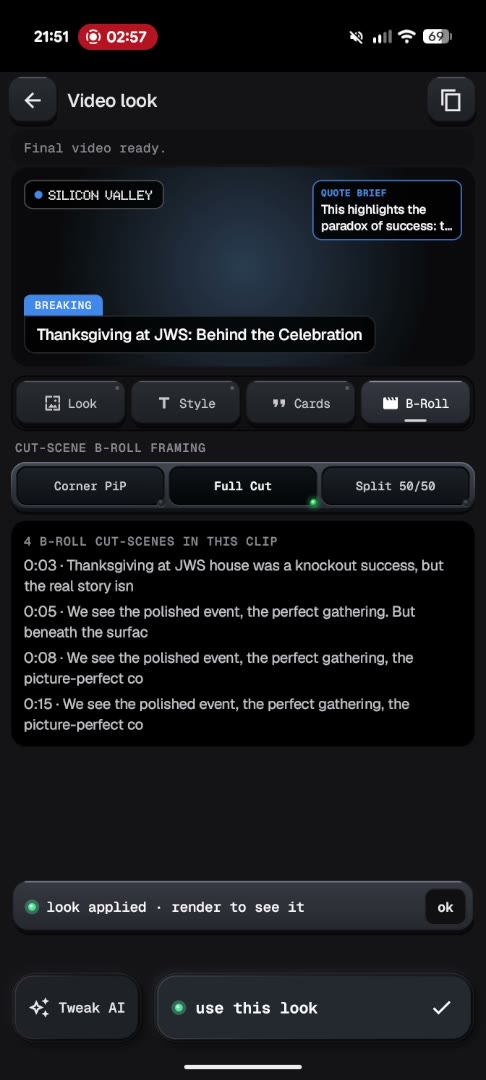 21:51
02:57
69
Video look
Final video ready.
SILICON VALLEY
QUOTE BRIEF
This highlights the
paradox of success: t...
BREAKING
Thanksgiving at JWS: Behind the Celebration
Look
Style
Cards
B-Roll
CUT-SCENE B-ROLL FRAMING
Corner PiP
Full Cut
Split 50/50
4 B-ROLL CUT-SCENES IN THIS CLIP
0:03 · Thanksgiving at JWS house was a knockout success, but
the real story isn
0:05 · We see the polished event, the perfect gathering. But
beneath the surfac
0:08 · We see the polished event, the perfect gathering, the
picture-perfect co
0:15 · We see the polished event, the perfect gathering, the
picture-perfect co
look applied · render to see it
ok
Tweak AI
use this look